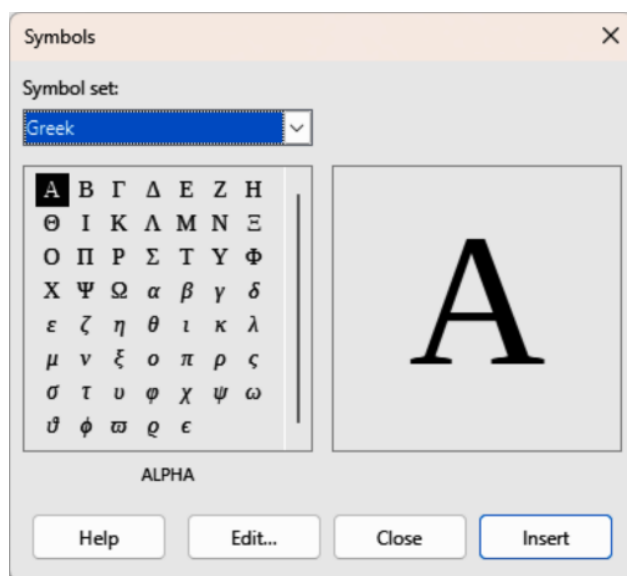 Symbols
Symbol set:
Greek
Α Β Γ Δ Ε Ζ Η
Θ Ι Κ Λ Μ Ν Ξ
Ο Π Ρ Σ Τ Υ Φ
Χ Ψ Ω α β γ δ
ε ζ η θ ι κ λ
μ ν ξ ο π ρ ς
σ τ υ φ χ ψ ω
ϑ ϕ ϖ ϱ ϵ
Α
ALPHA
Help Edit... Close Insert